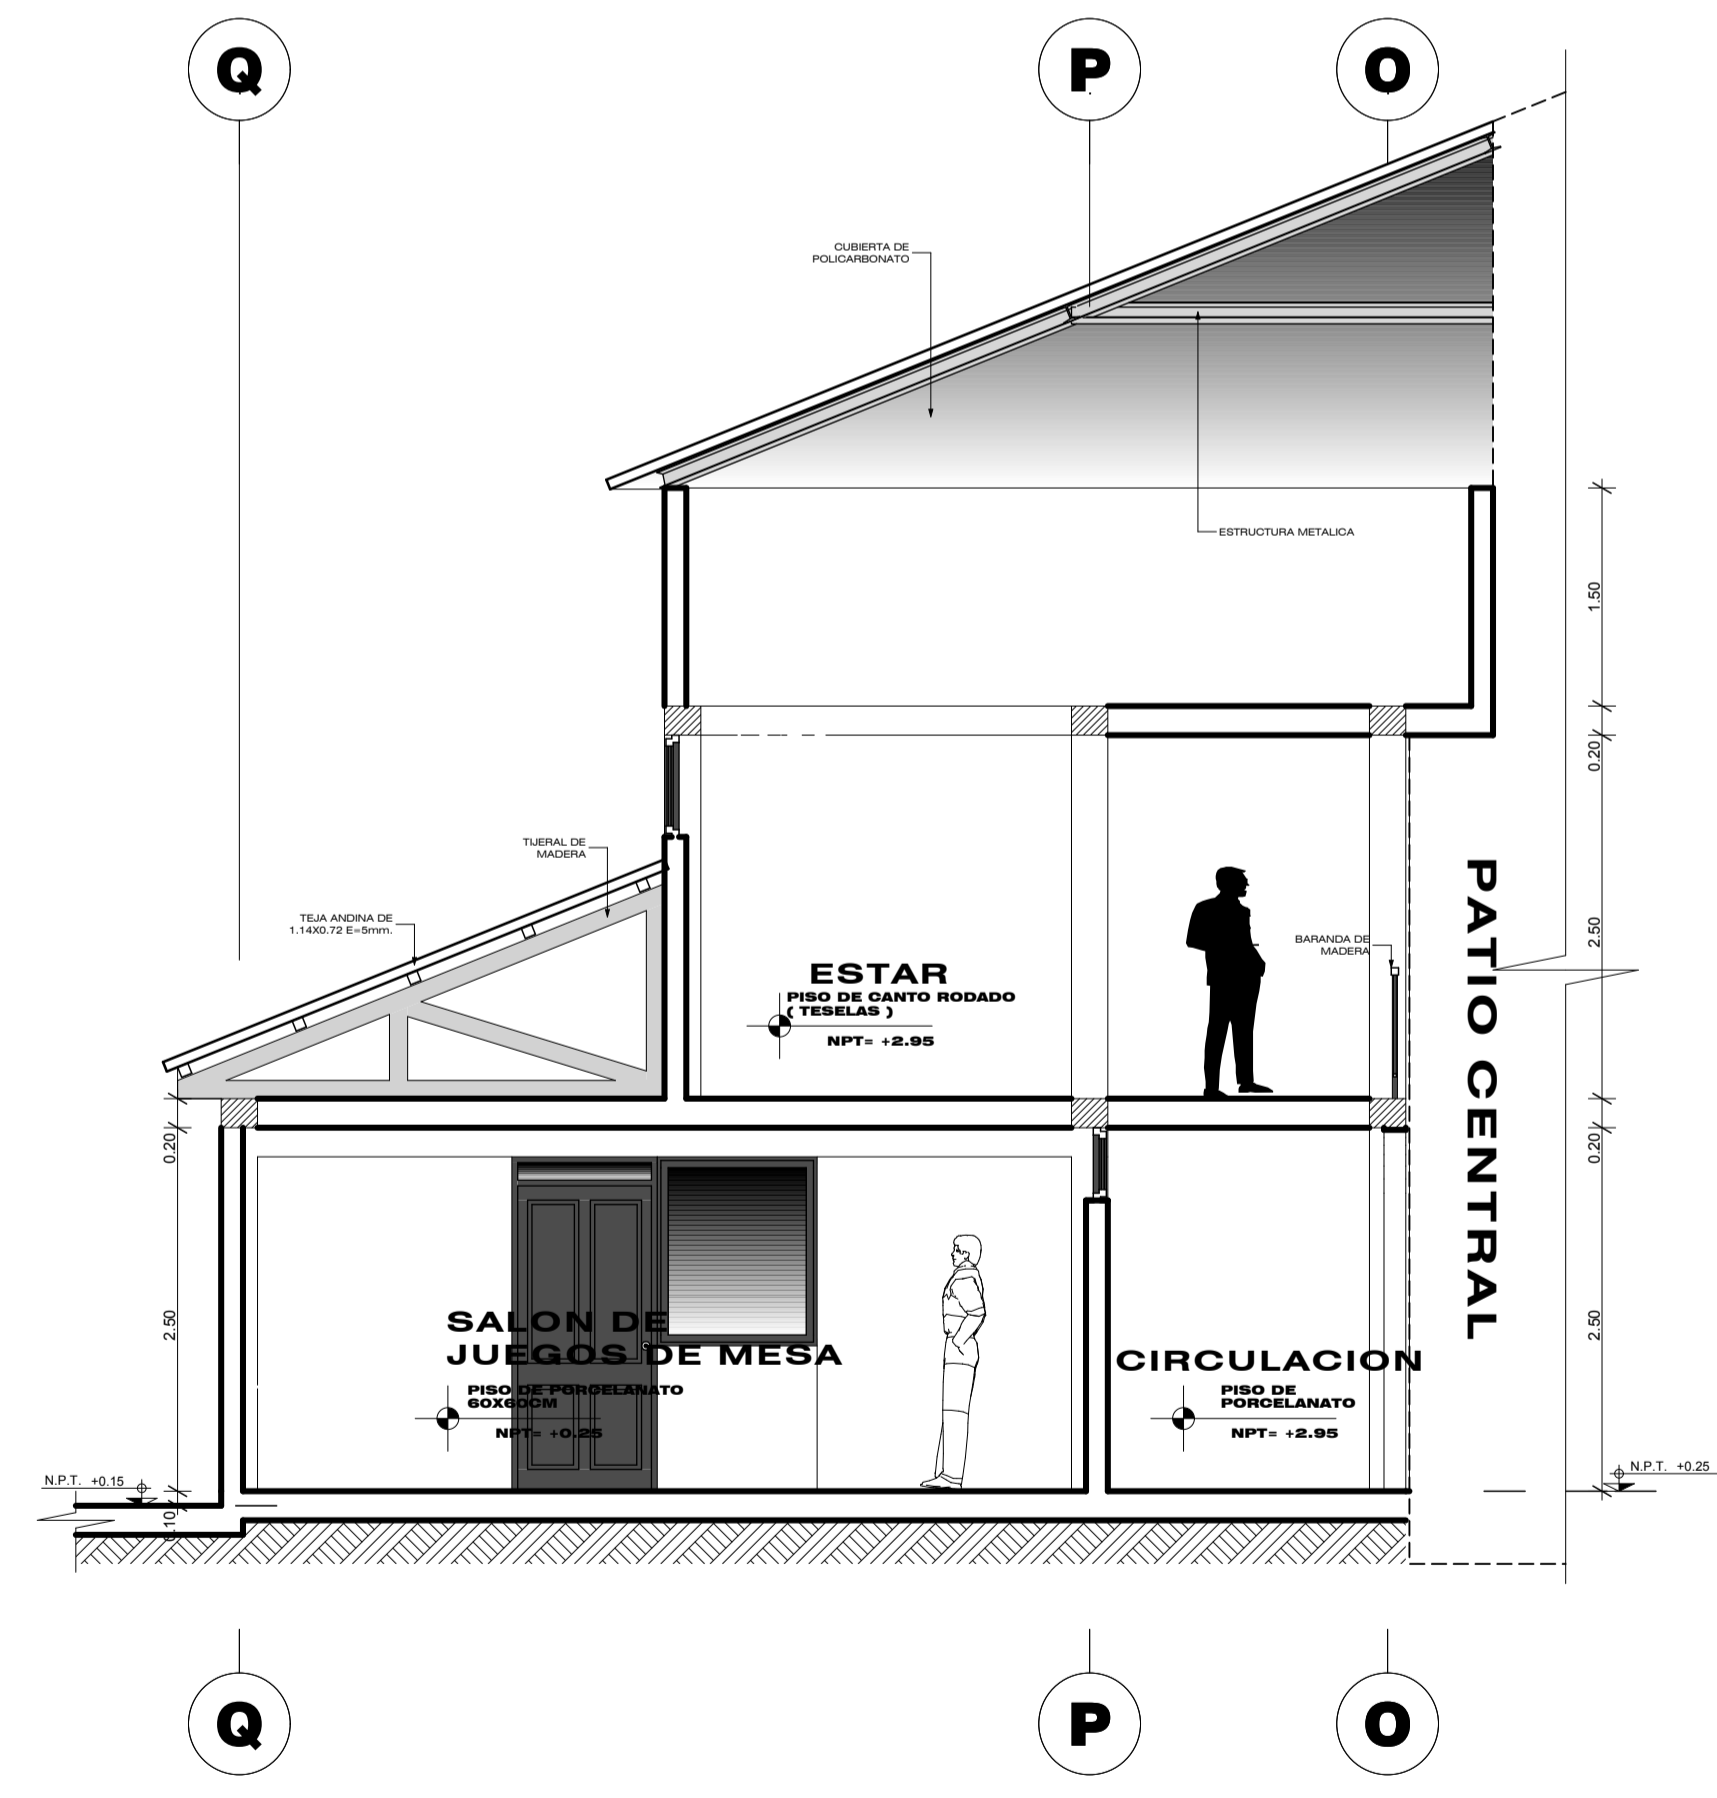 Q
P
O
CUBIERTA DE
POLICARBONATO
ESTRUCTURA METALICA
1.50
0.20
TIJERAL DE
MADERA
TEJA ANDINA DE
1.14X0.72 E=5mm.
ESTAR
PISO DE CANTO RODADO
( TESELAS )
NPT= +2.95
BARANDA DE
MADERA
2.50
PATIO CENTRAL
0.20
0.20
SALON DE
JUEGOS DE MESA
PISO DE PORCELANATO
60X60CM
NPT= +0.25
CIRCULACION
PISO DE
PORCELANATO
NPT= +2.95
2.50
2.50
N.P.T. +0.15
.10
N.P.T. +0.25
Q
P
O